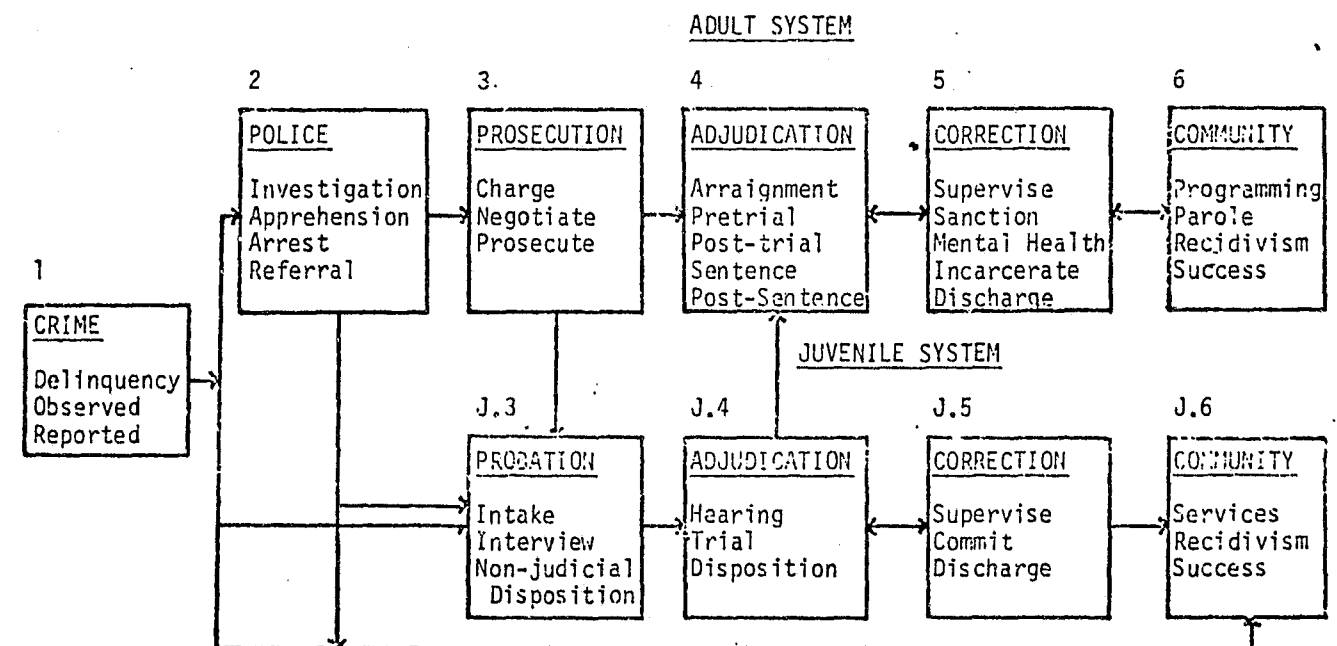 ADULT SYSTEM
2
3.
4
5
6
POLICE
Investigation
Apprehension
Arrest
Referral
PROSECUTION
Charge
Negotiate
Prosecute
ADJUDICATION
Arraignment
Pretrial
Post-trial
Sentence
Post-Sentence
CORRECTION
Supervise
Sanction
Mental Health
Incarcerate
Discharge
COMMUNITY
Programming
Parole
Recidivism
Success
1
CRIME
Delinquency
Observed
Reported
JUVENILE SYSTEM
J.3
J.4
J.5
J.6
PROBATION
Intake
Interview
Non-judicial
Disposition
ADJUDICATION
Hearing
Trial
Disposition
CORRECTION
Supervise
Commit
Discharge
COMMUNITY
Services
Recidivism
Success